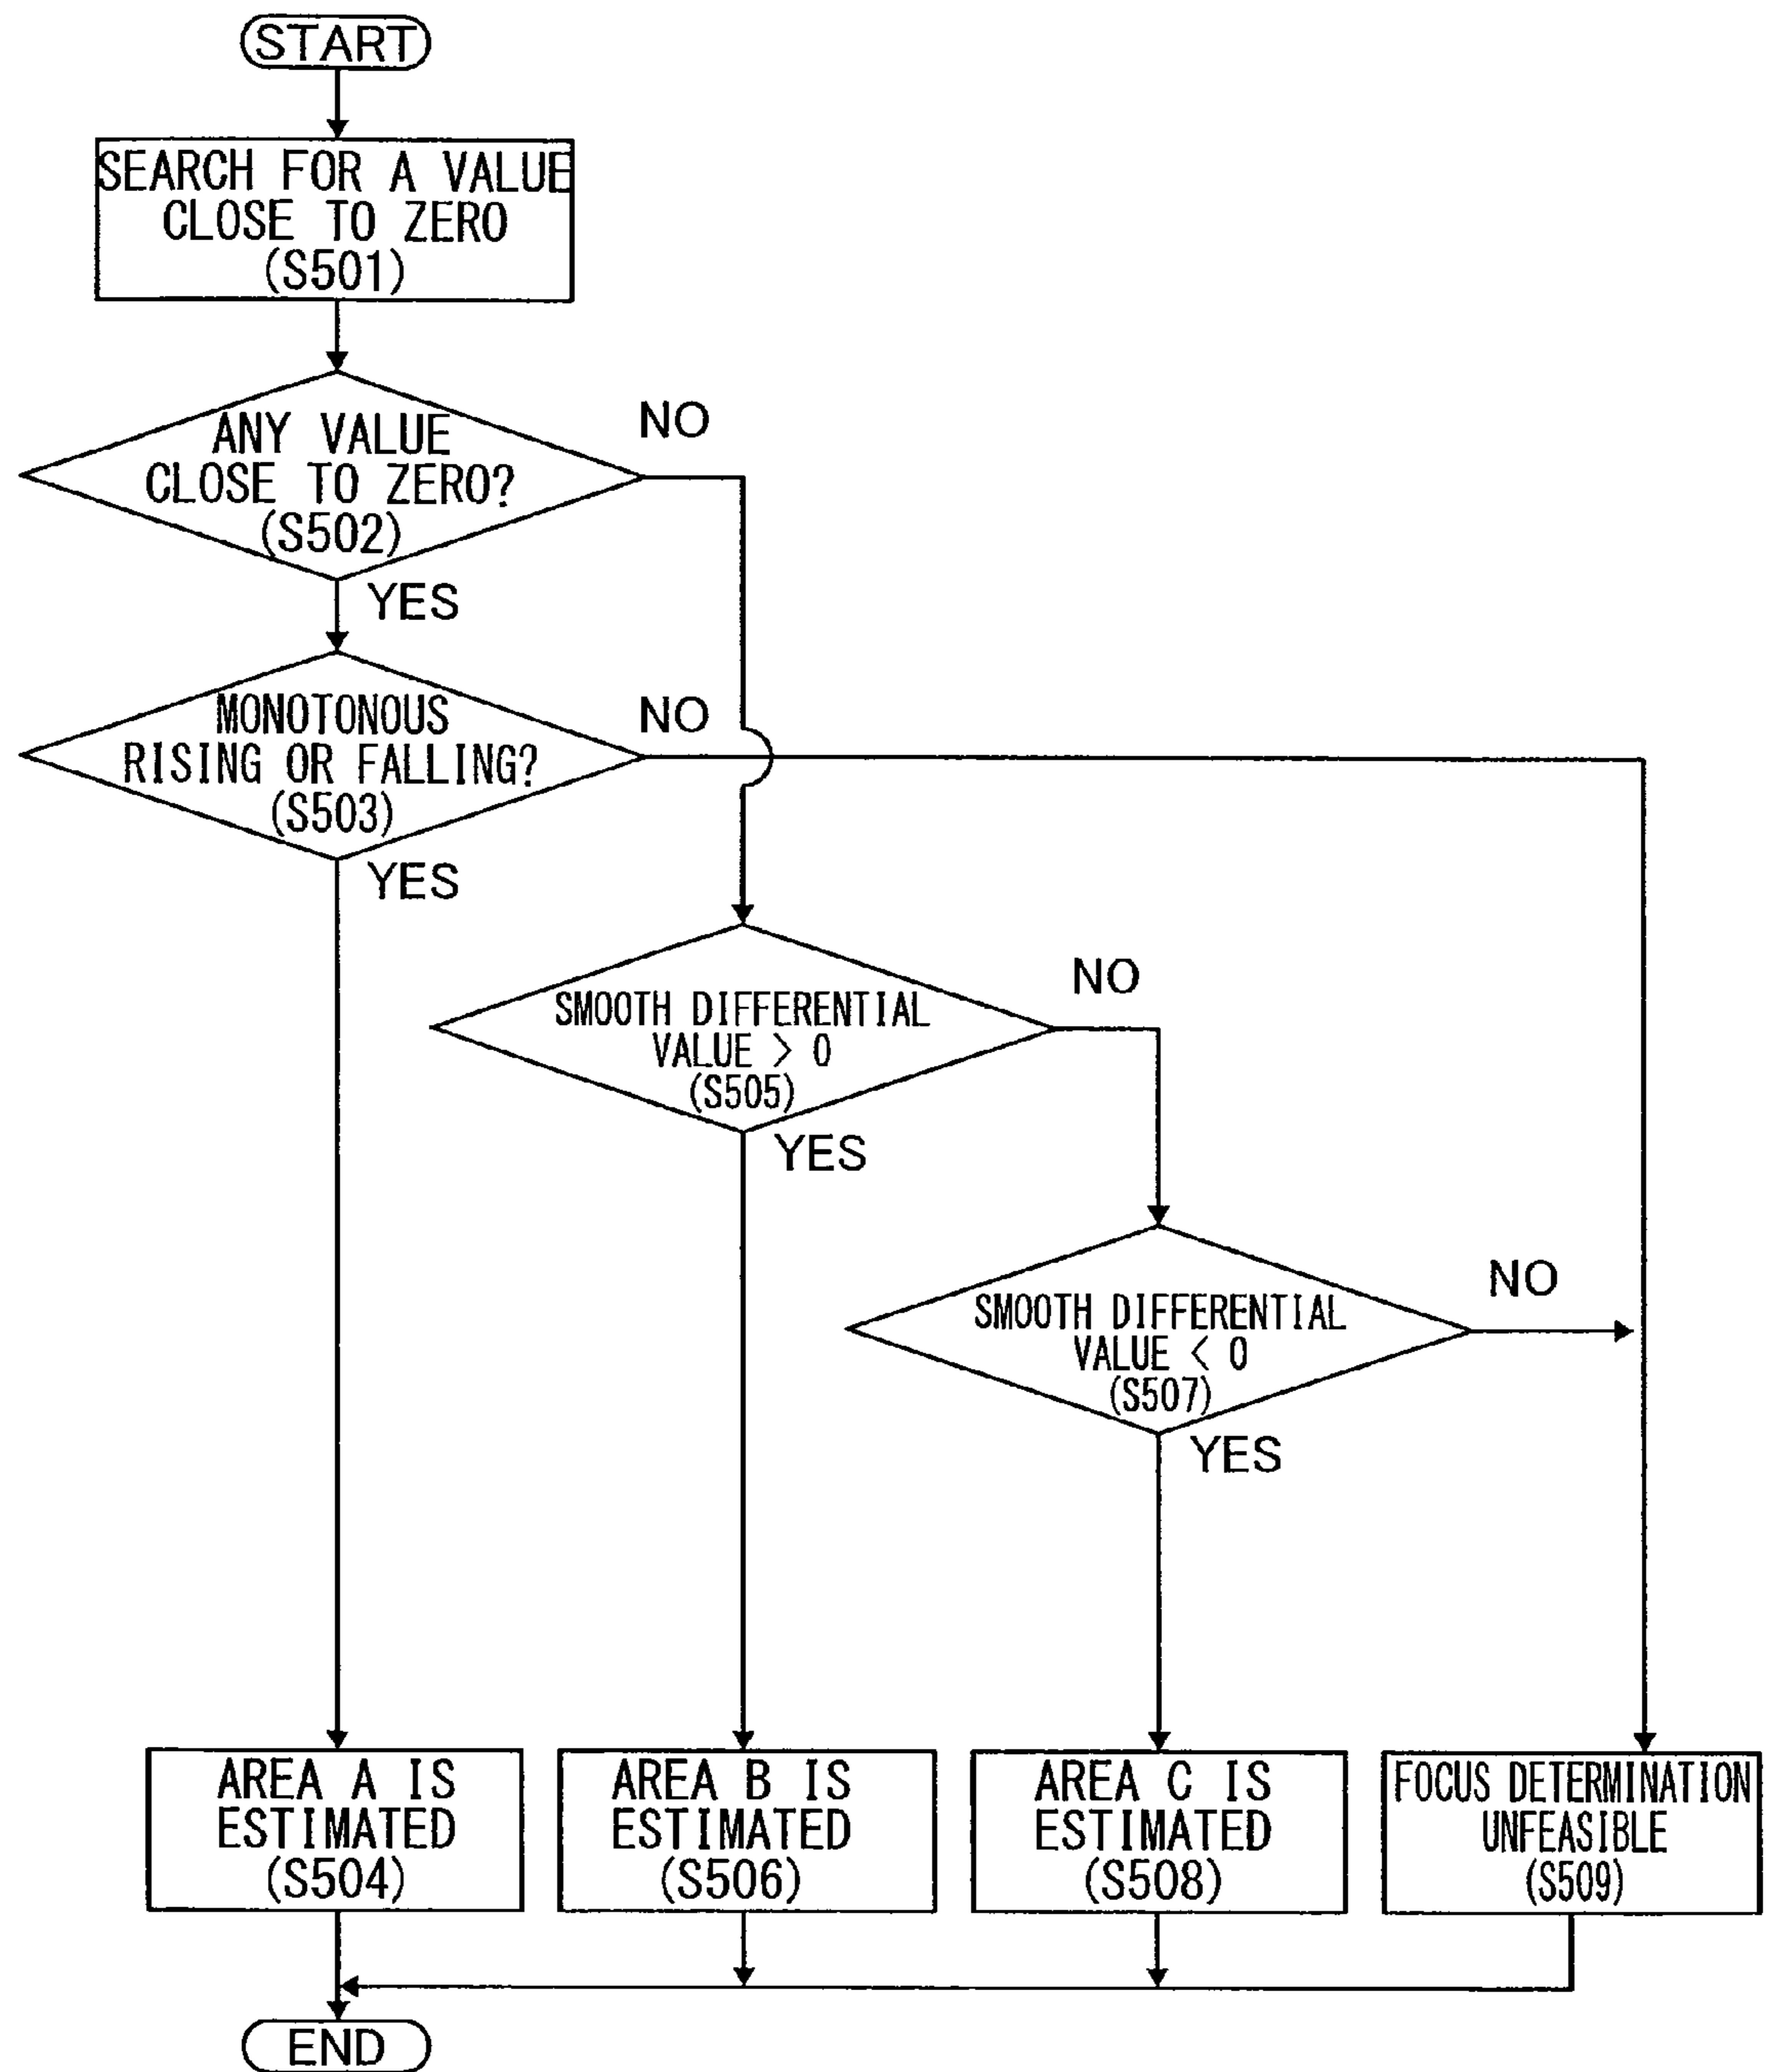 START
SEARCH FOR A VALUE
CLOSE TO ZERO
(S501)
ANY VALUE
CLOSE TO ZERO?
(S502)
NO
YES
MONOTONOUS
RISING OR FALLING?
(S503)
NO
YES
SMOOTH DIFFERENTIAL
VALUE > 0
(S505)
NO
YES
SMOOTH DIFFERENTIAL
VALUE < 0
(S507)
NO
YES
AREA A IS
ESTIMATED
(S504)
AREA B IS
ESTIMATED
(S506)
AREA C IS
ESTIMATED
(S508)
FOCUS DETERMINATION
UNFEASIBLE
(S509)
END